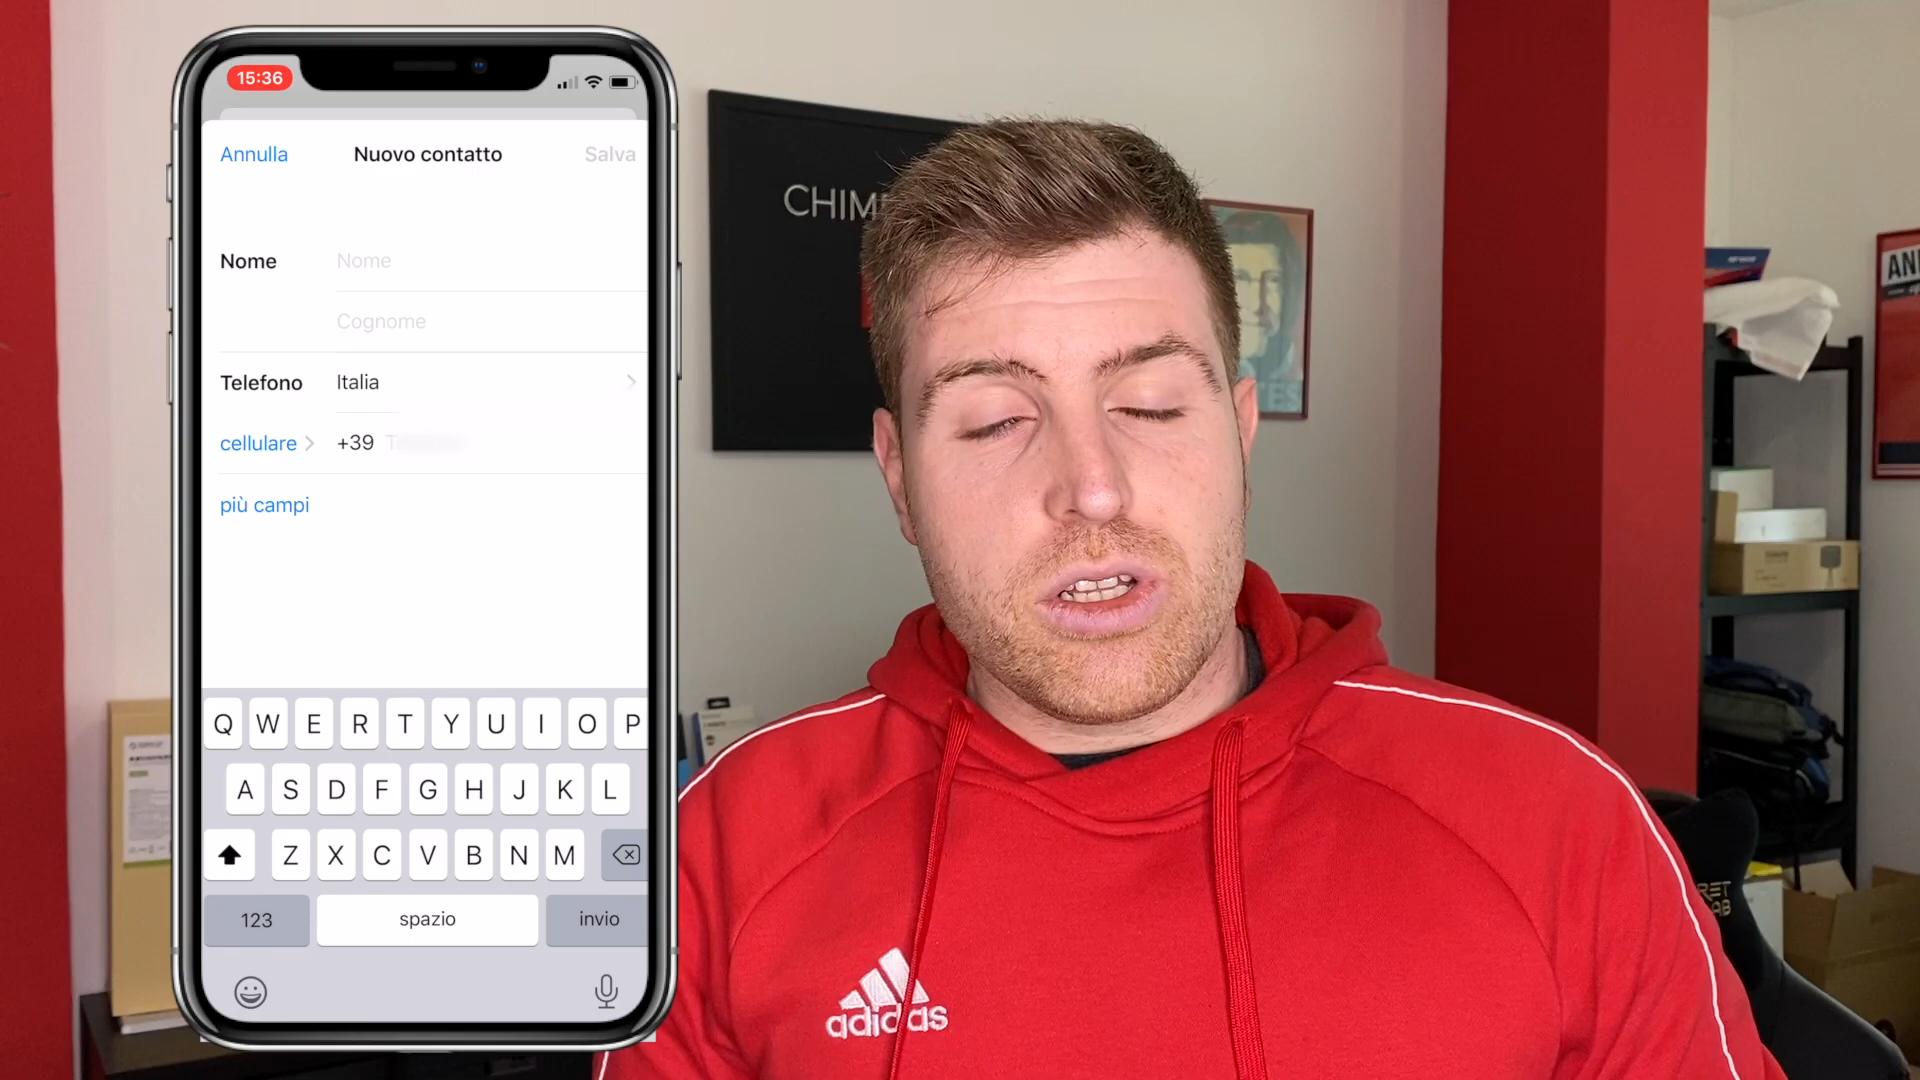 15:36
Annulla Nuovo contatto Salva
Nome Nome
Cognome
Telefono Italia
cellulare +39
più campi
Q W E R T Y U I O P
A S D F G H J K L
Z X C V B N M
123 spazio invio
CHIM
adidas